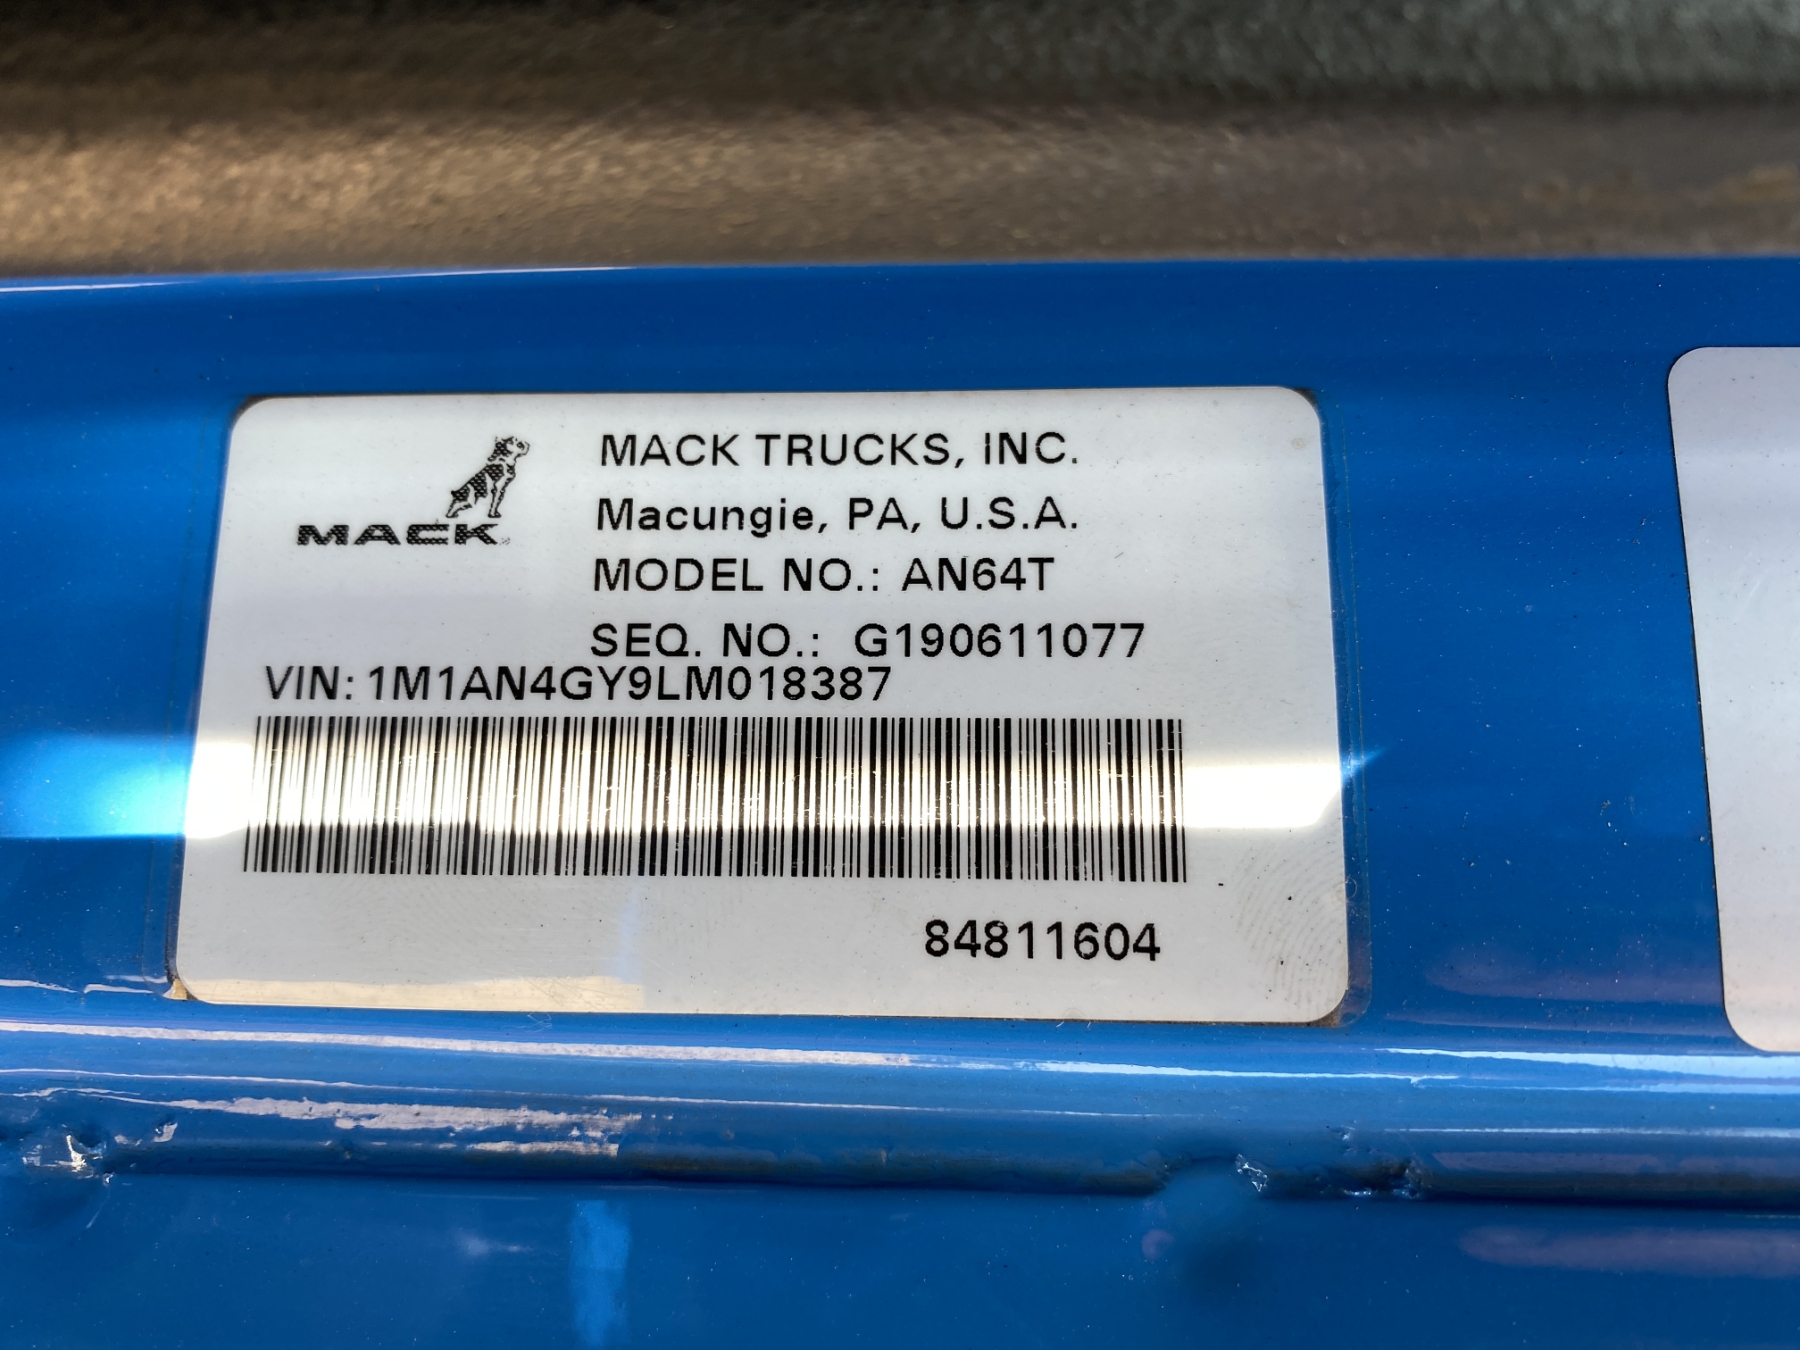 MACK TRUCKS, INC.
Macungie, PA, U.S.A.
MACK
MODEL NO.: AN64T
SEQ. NO.: G190611077
VIN: 1M1AN4GY9LM018387
84811604